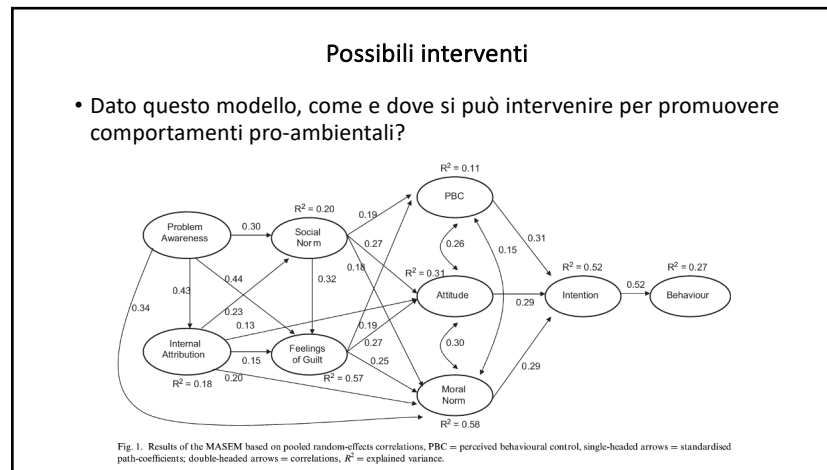 Possibili interventi
• Dato questo modello, come e dove si può intervenire per promuovere
comportamenti pro-ambientali?
R² = 0.11
PBC
R² = 0.20
Problem
Awareness
0.30
Social
Norm
0.19
0.27
0.18
0.26
0.15
0.31
R² = 0.31
R² = 0.52
R² = 0.27
0.34
0.43
0.44
0.23
0.13
0.32
Attitude
0.29
Intention
0.52
Behaviour
0.19
0.27
0.25
0.30
0.29
Internal
Attribution
0.15
0.20
Feelings
of Guilt
R² = 0.18
R² = 0.57
Moral
Norm
R² = 0.58
Fig. 1. Results of the MASEM based on pooled random-effects correlations, PBC = perceived behavioural control, single-headed arrows = standardised
path-coefficients; double-headed arrows = correlations, R² = explained variance.